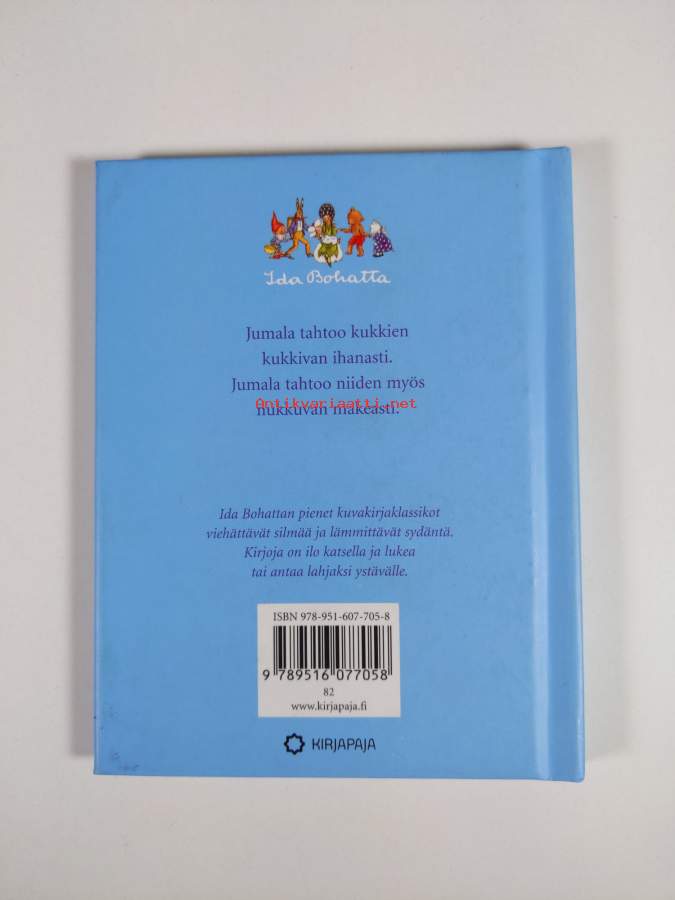 Ida Bohatta
Jumala tahtoo kukkien
kukkivan ihanasti.
Jumala tahtoo niiden myös
Antikvariaatti.net
nukkuvan makeasti.
Ida Bohattan pienet kuvakirjaklassikot
viehättävät silmää ja lämmittävät sydäntä.
Kirjoja on ilo katsella ja lukea
tai antaa lahjaksi ystävälle.
ISBN 978-951-607-705-8
9 789516 077058
82
www.kirjapaja.fi
KIRJAPAJA